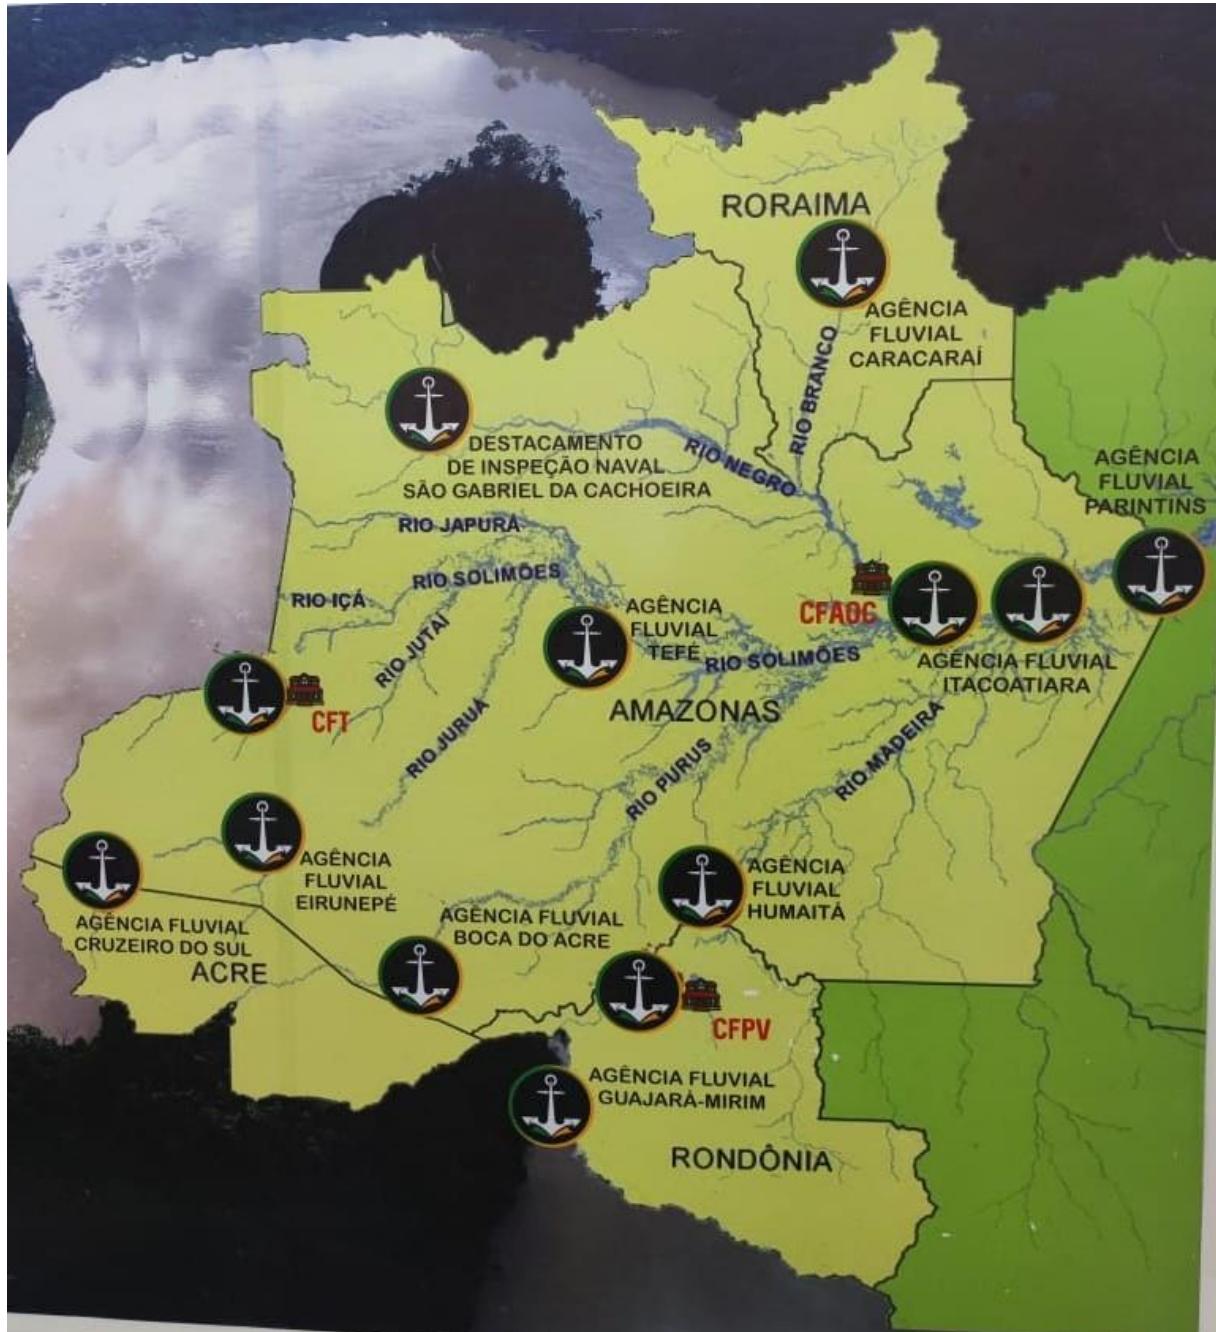 RORAIMA
AGÊNCIA
FLUVIAL
CARACARAÍ
RIO BRANCO
DESTACAMENTO
DE INSPEÇÃO NAVAL
SÃO GABRIEL DA CACHOEIRA
RIO NEGRO
AGÊNCIA
FLUVIAL
PARINTINS
RIO JAPURÁ
RIO SOLIMÕES
RIO IÇÁ
RIO JUTAÍ
AGÊNCIA
FLUVIAL
TEFÉ
CFAOC
RIO SOLIMÕES
AGÊNCIA FLUVIAL
ITACOATIARA
CFT
AMAZONAS
RIO JURUÁ
RIO PURUS
RIO MADEIRA
AGÊNCIA
FLUVIAL
EIRUNEPÉ
AGÊNCIA
FLUVIAL
HUMAITÁ
AGÊNCIA FLUVIAL
CRUZEIRO DO SUL
ACRE
AGÊNCIA FLUVIAL
BOCA DO ACRE
CFPV
AGÊNCIA FLUVIAL
GUAJARÁ-MIRIM
RONDÔNIA